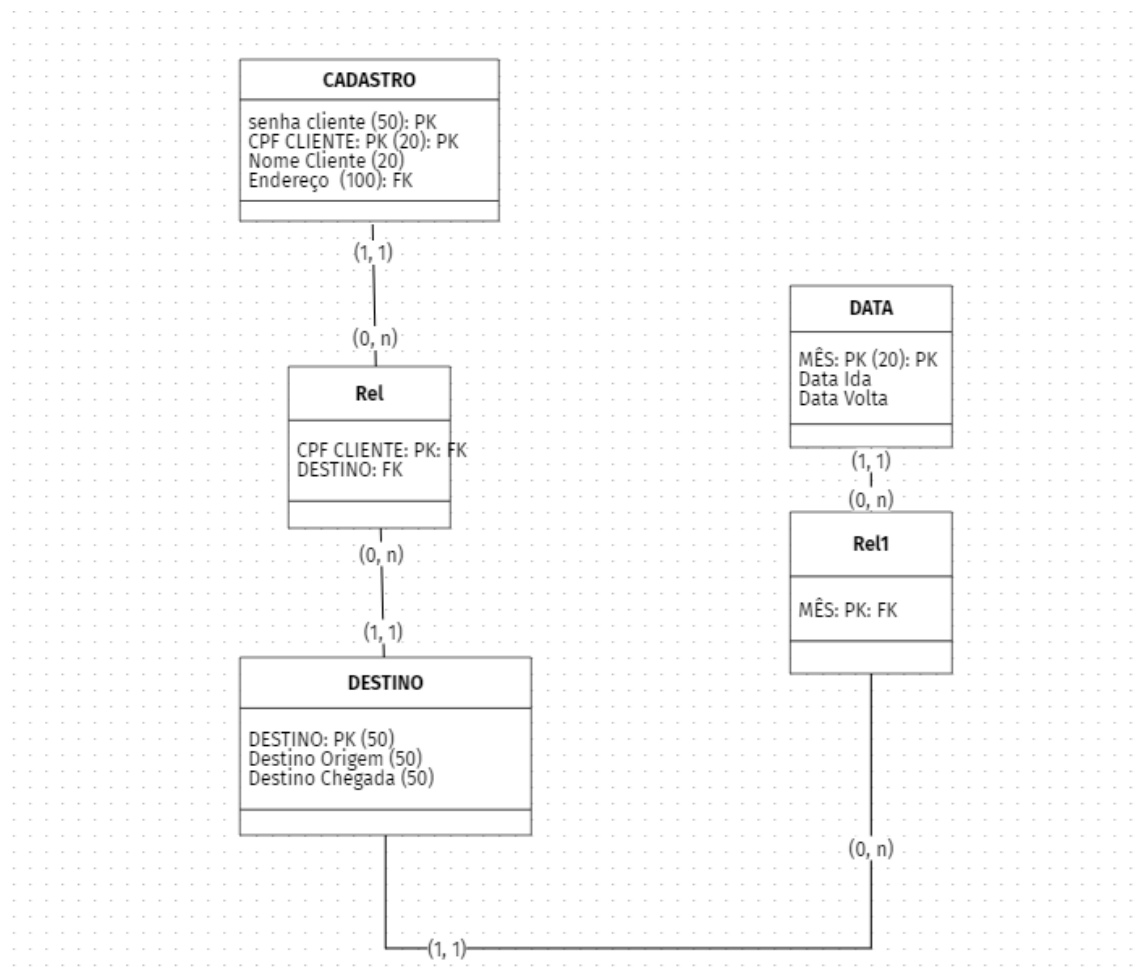 CADASTRO
senha cliente (50): PK
CPF CLIENTE: PK (20): PK
Nome Cliente (20)
Endereço (100): FK
(1, 1)
(0, n)
Rel
CPF CLIENTE: PK: FK
DESTINO: FK
(0, n)
(1, 1)
DESTINO
DESTINO: PK (50)
Destino Origem (50)
Destino Chegada (50)
(1, 1)
DATA
MÊS: PK (20): PK
Data Ida
Data Volta
(1, 1)
(0, n)
Rel1
MÊS: PK: FK
(0, n)